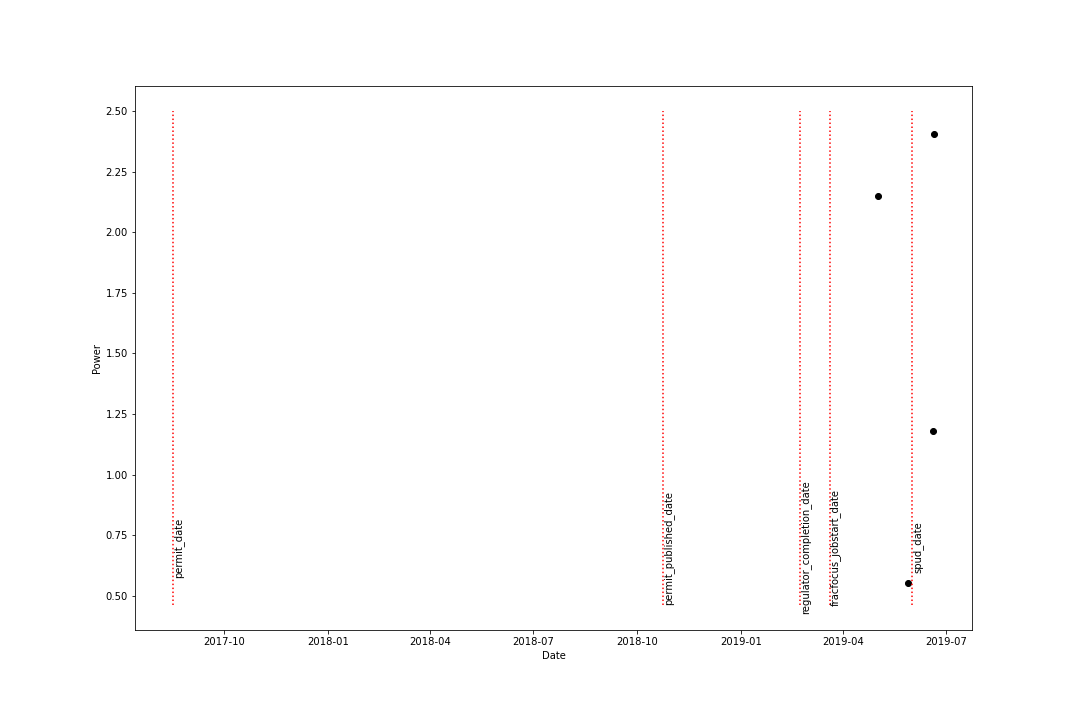 2.50
2.25
2.00
1.75
1.50
1.25
1.00
0.75
0.50
Power
permit_date
permit_published_date
regulator_completion_date
fracfocus_jobstart_date
spud_date
2017-10
2018-01
2018-04
2018-07
2018-10
2019-01
2019-04
2019-07
Date